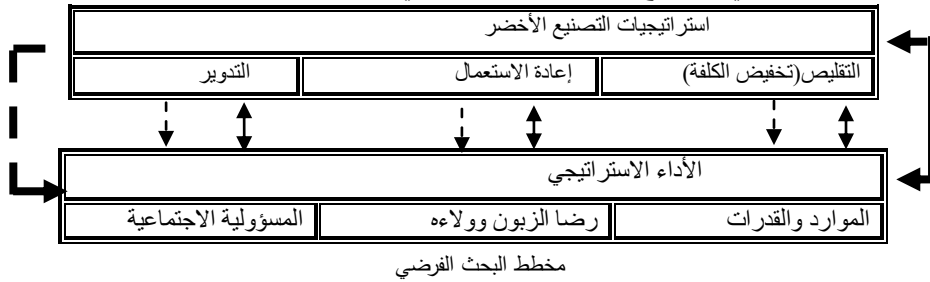 استراتيجيات التصنيع الأخضر
التقليص(تخفيض الكلفة) إعادة الاستعمال التدوير
الأداء الاستراتيجي
الموارد والقدرات رضا الزبون وولاءه المسؤولية الاجتماعية
مخطط البحث الفرضي